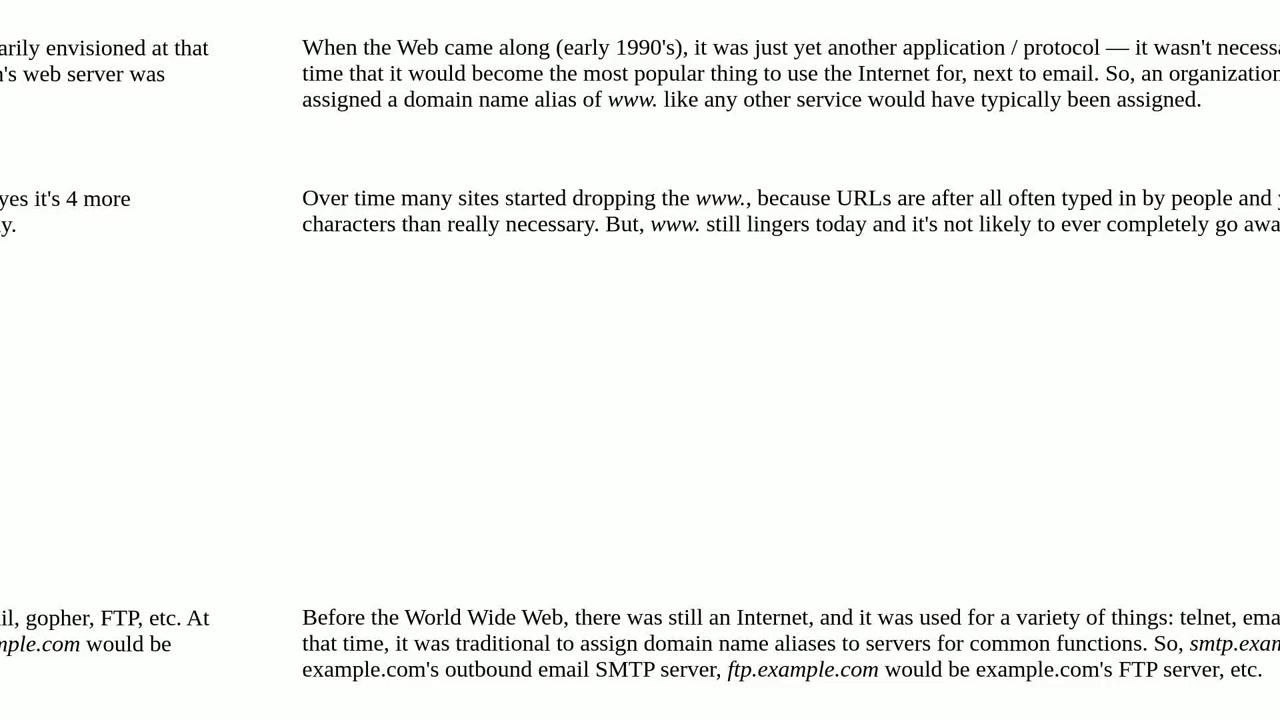 arily envisioned at that
n's web server was
When the Web came along (early 1990's), it was just yet another application / protocol — it wasn't necessa
time that it would become the most popular thing to use the Internet for, next to email. So, an organization
assigned a domain name alias of www. like any other service would have typically been assigned.
yes it's 4 more
y.
Over time many sites started dropping the www., because URLs are after all often typed in by people and y
characters than really necessary. But, www. still lingers today and it's not likely to ever completely go awa
il, gopher, FTP, etc. At
mple.com would be
Before the World Wide Web, there was still an Internet, and it was used for a variety of things: telnet, ema
that time, it was traditional to assign domain name aliases to servers for common functions. So, smtp.exam
example.com's outbound email SMTP server, ftp.example.com would be example.com's FTP server, etc.